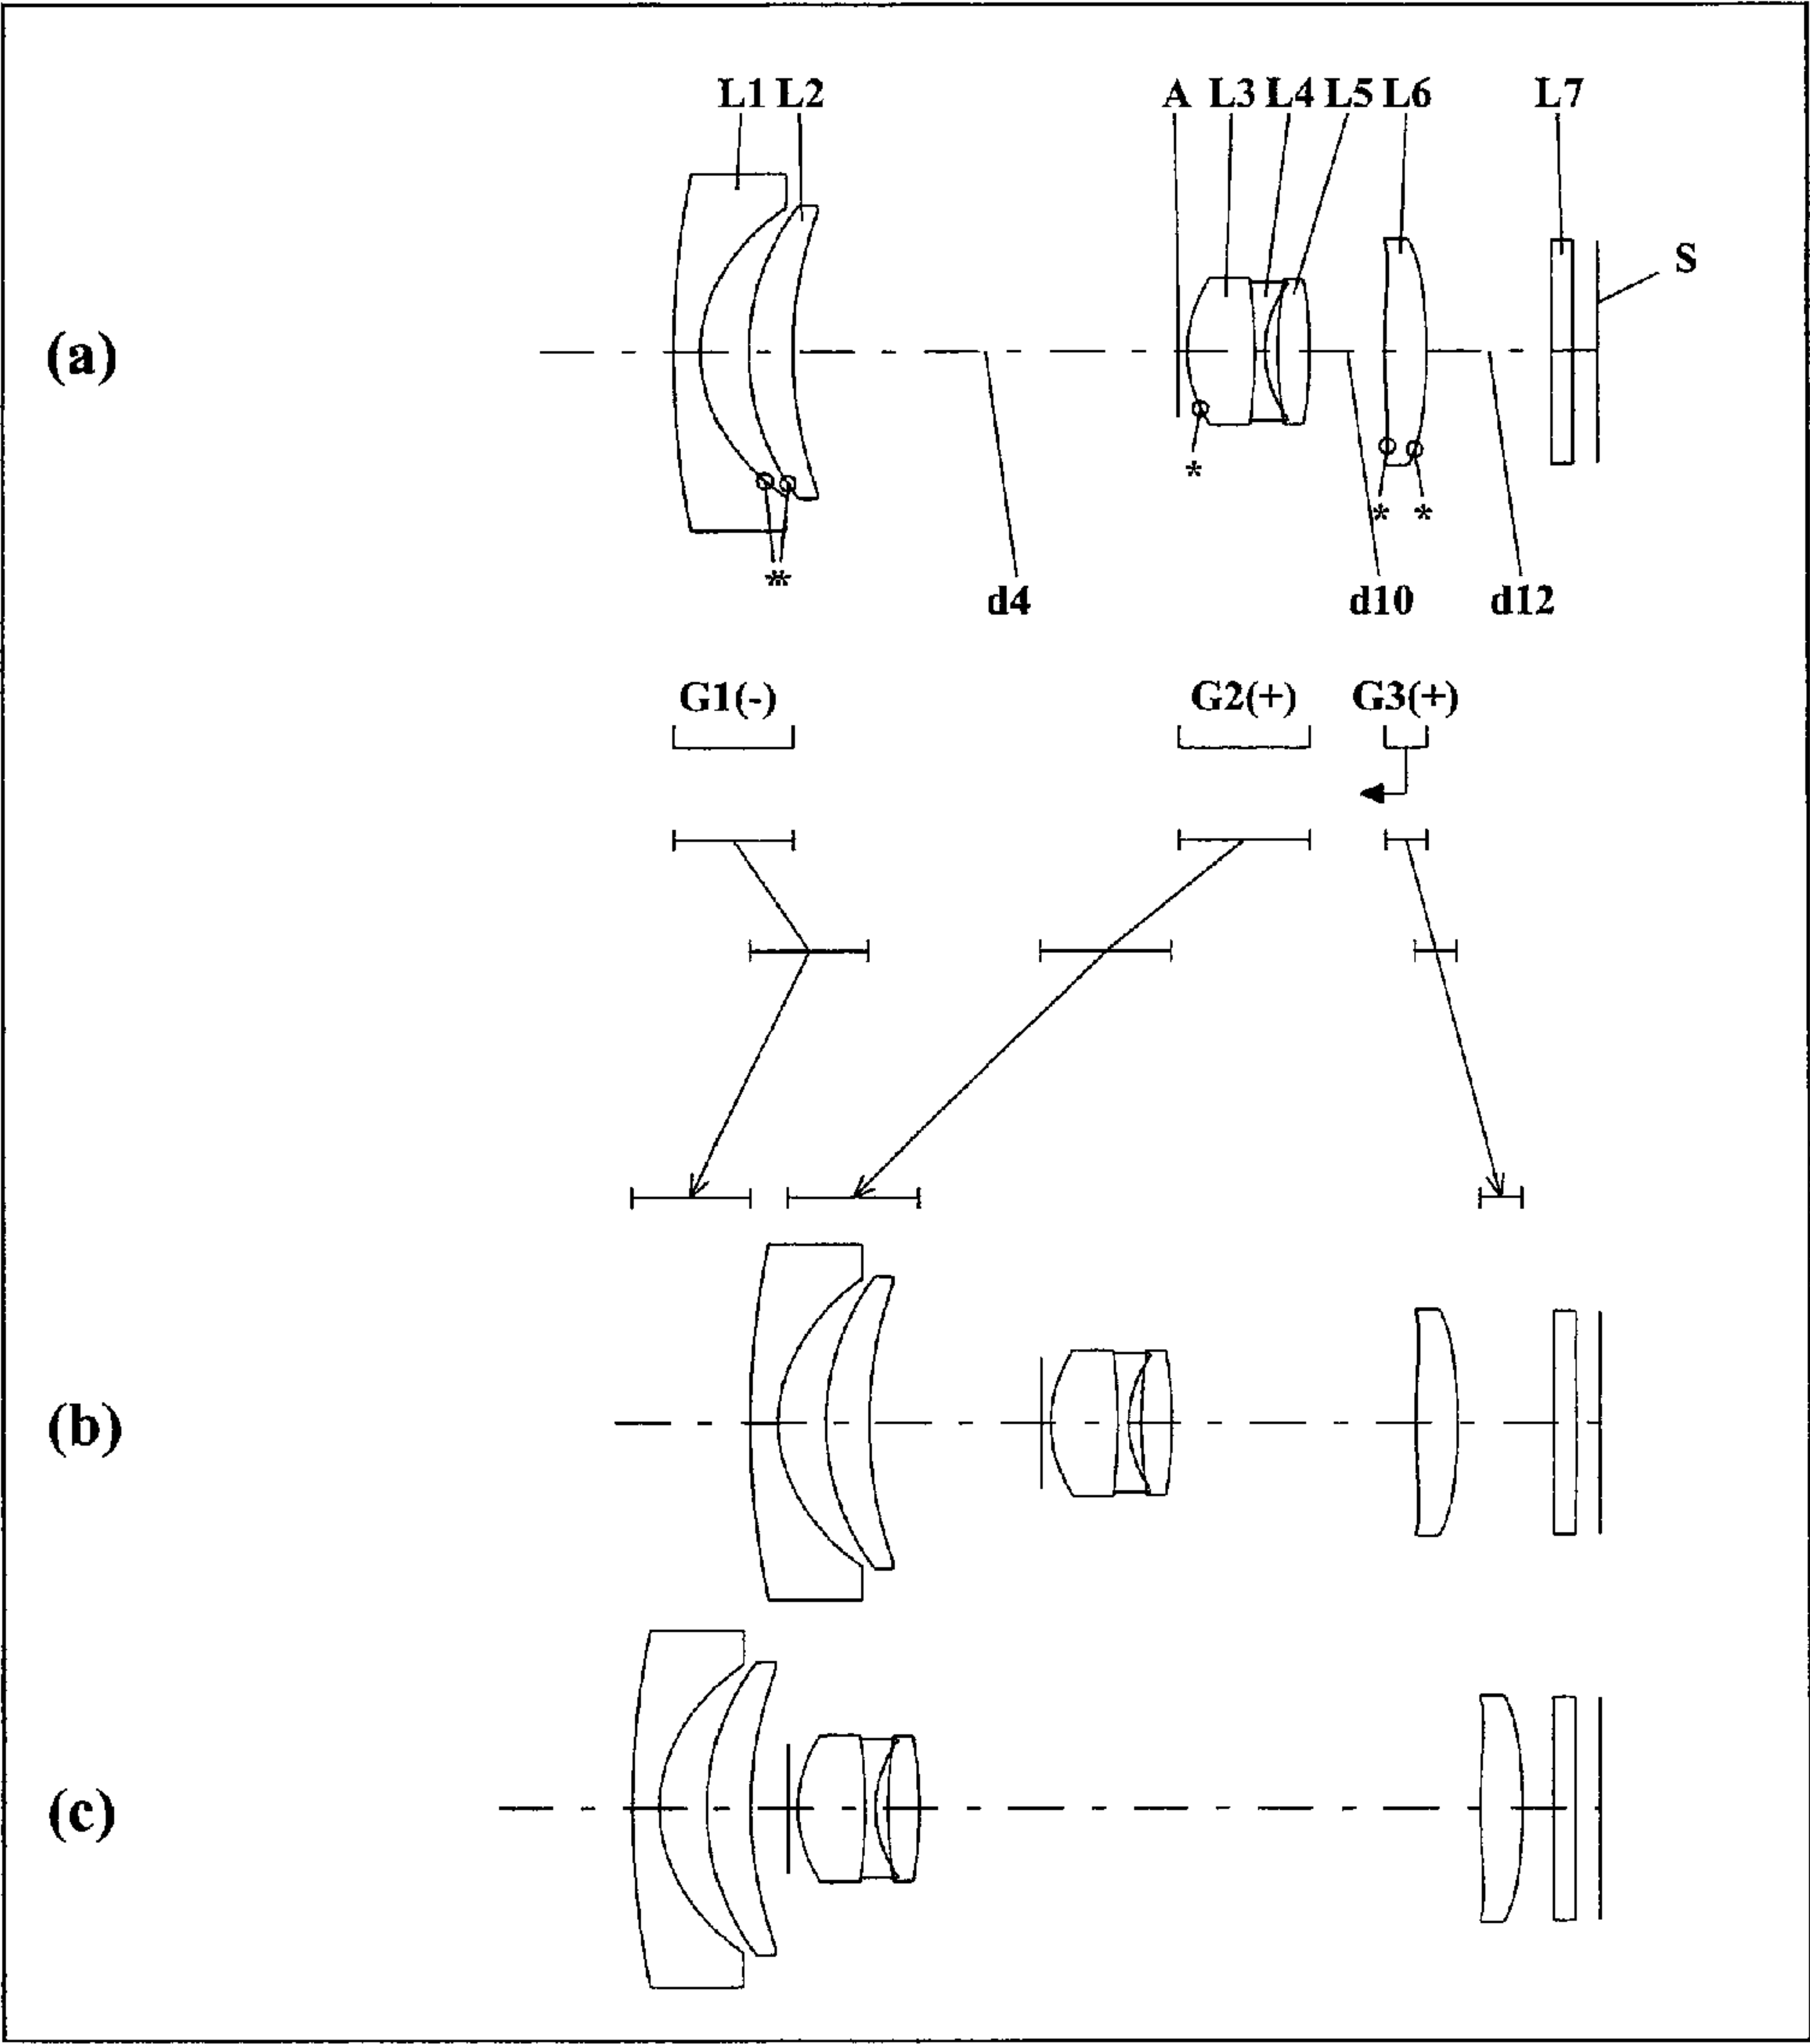 L1 L2 A L3 L4 L5 L6 L7
S
(a)
*
* *
*
d4 d10 d12
G1(-) G2(+) G3(+)
(b)
(c)